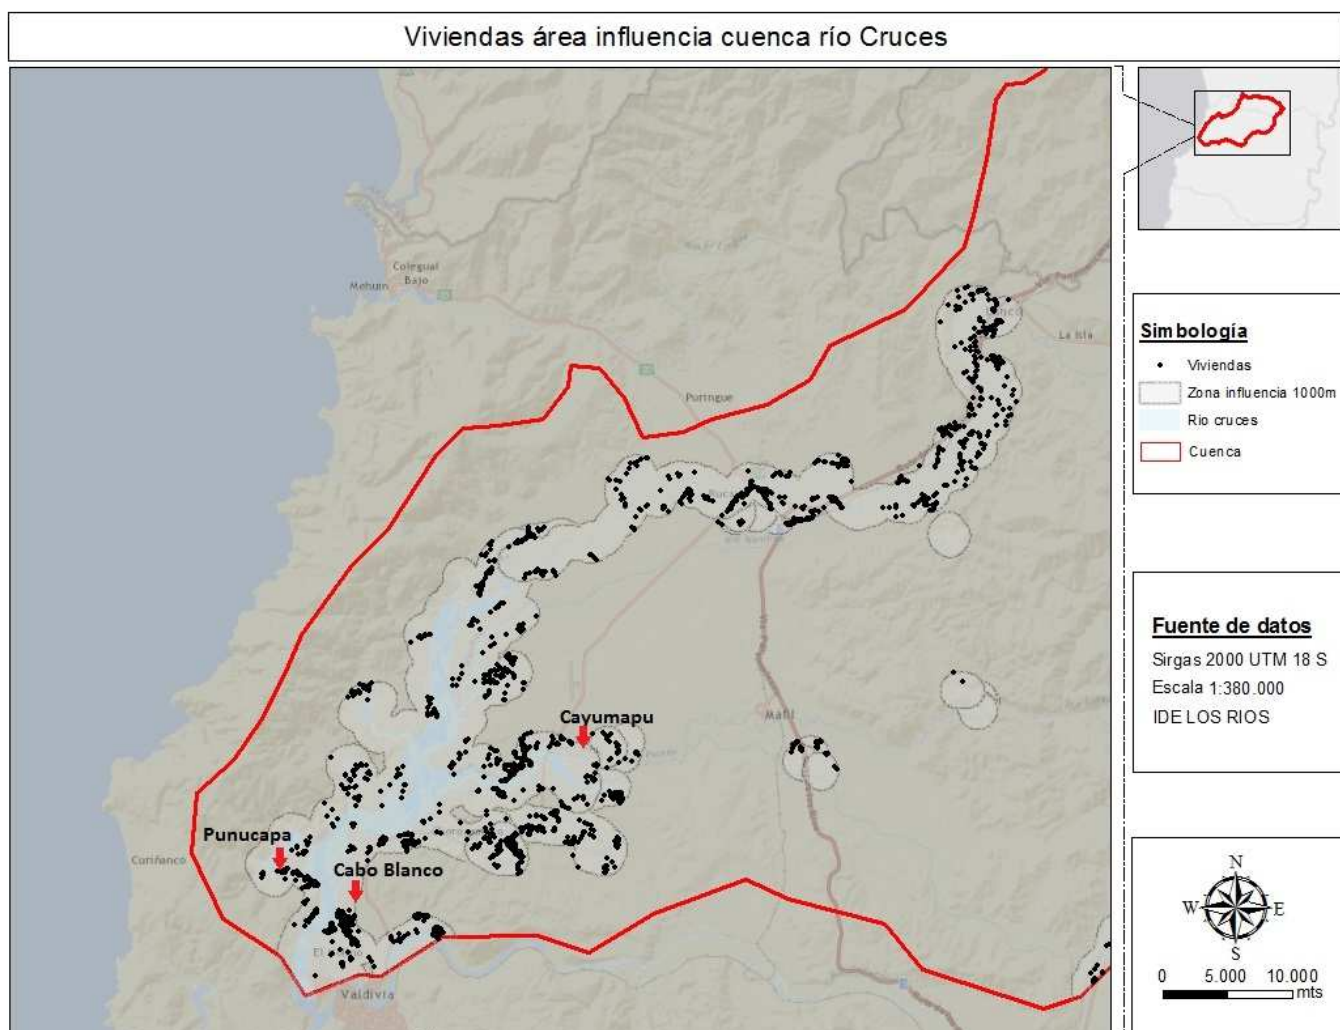 Viviendas área influencia cuenca río Cruces
Colegual
Bajo
Mehuin
Puringue
La Isla
Mafil
Cayumapu
Punucapa
Curiñanco
Cabo Blanco
Valdivia
Simbología
Viviendas
Zona influencia 1000m
Rio cruces
Cuenca
Fuente de datos
Sirgas 2000 UTM 18 S
Escala 1:380.000
IDE LOS RIOS
N
W
E
S
0 5.000 10.000
mts